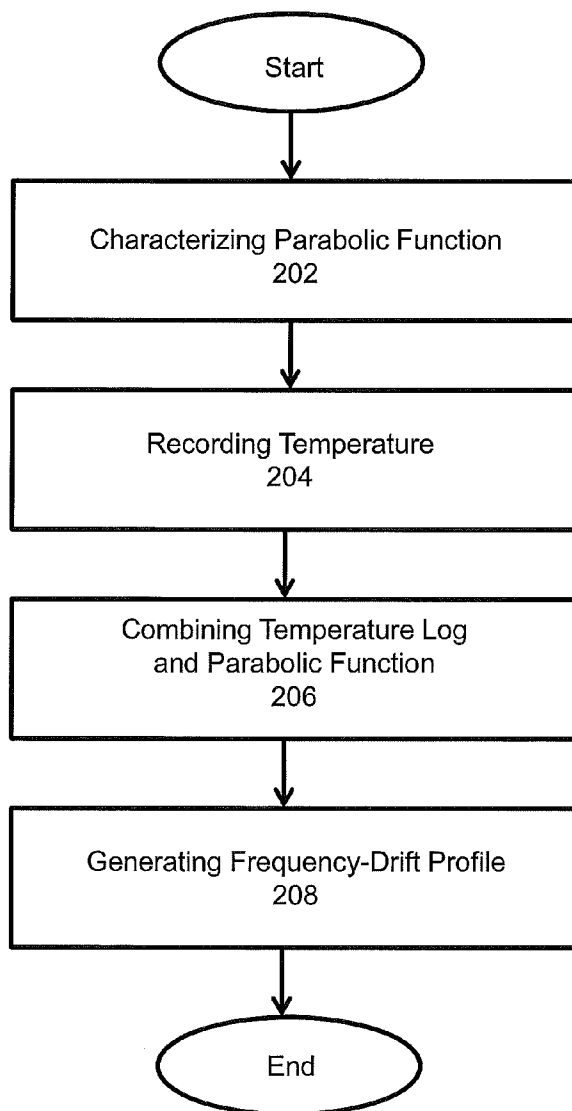 Start
Characterizing Parabolic Function
202
Recording Temperature
204
Combining Temperature Log
and Parabolic Function
206
Generating Frequency-Drift Profile
208
End